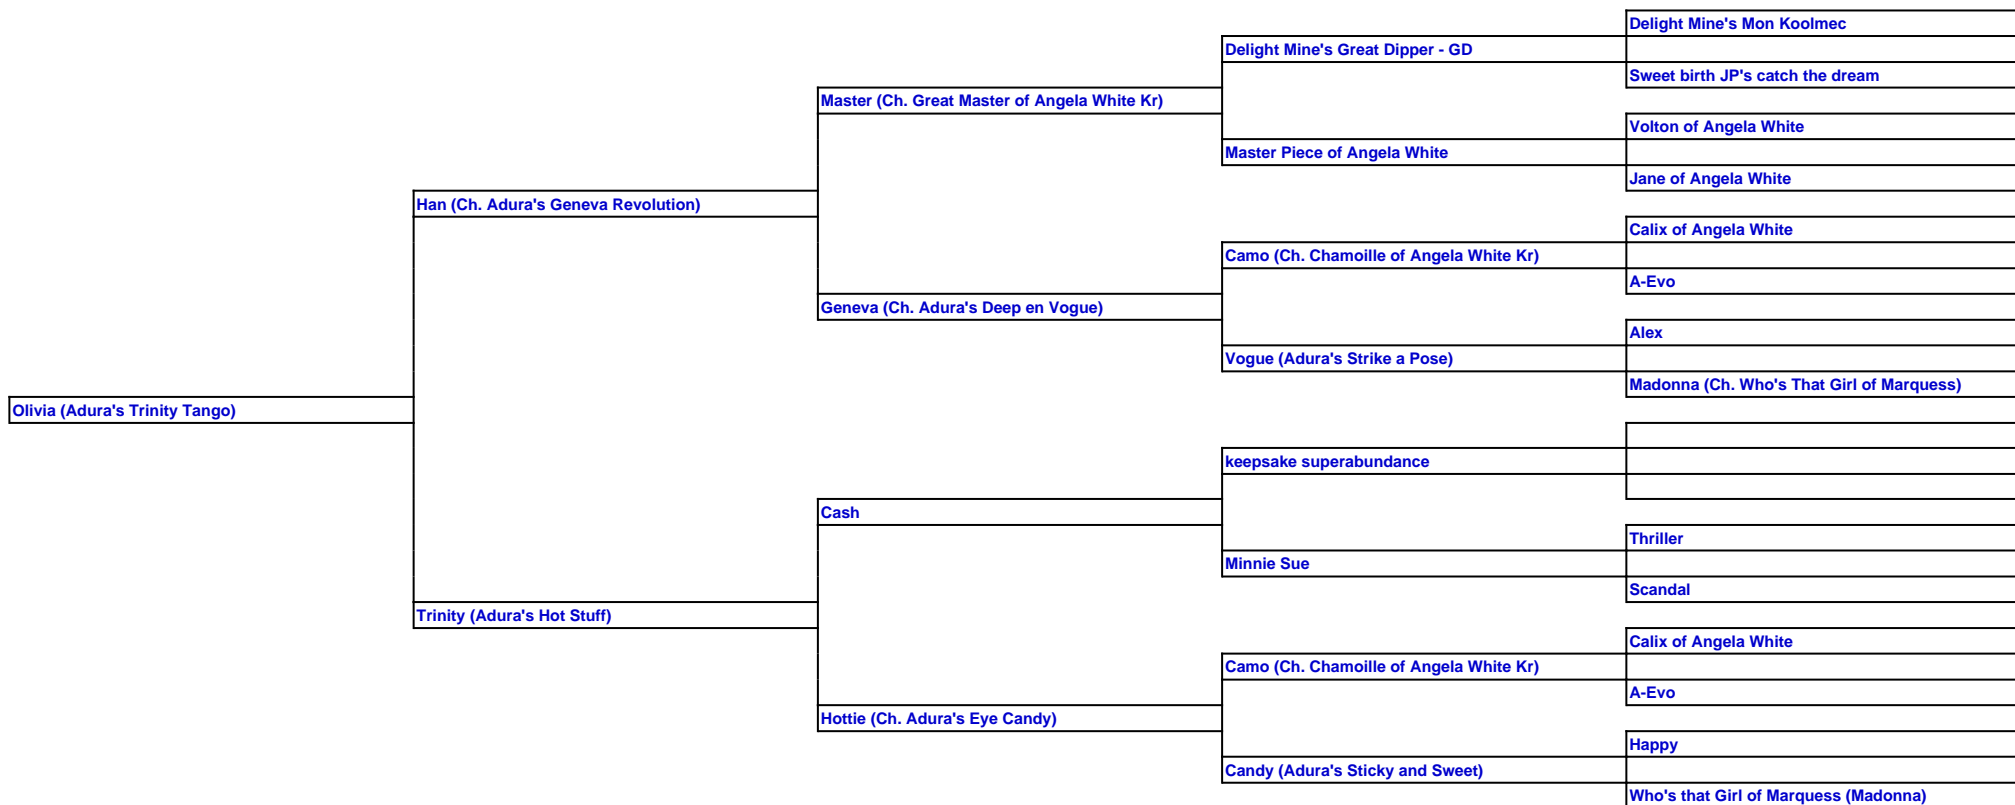 Delight Mine's Mon Koolmec
Delight Mine's Great Dipper - GD
Sweet birth JP's catch the dream
Master (Ch. Great Master of Angela White Kr)
Volton of Angela White
Master Piece of Angela White
Jane of Angela White
Han (Ch. Adura's Geneva Revolution)
Calix of Angela White
Camo (Ch. Chamoille of Angela White Kr)
A-Evo
Geneva (Ch. Adura's Deep en Vogue)
Alex
Vogue (Adura's Strike a Pose)
Madonna (Ch. Who's That Girl of Marquess)
Olivia (Adura's Trinity Tango)
keepsake superabundance
Cash
Thriller
Minnie Sue
Scandal
Trinity (Adura's Hot Stuff)
Calix of Angela White
Camo (Ch. Chamoille of Angela White Kr)
A-Evo
Hottie (Ch. Adura's Eye Candy)
Happy
Candy (Adura's Sticky and Sweet)
Who's that Girl of Marquess (Madonna)